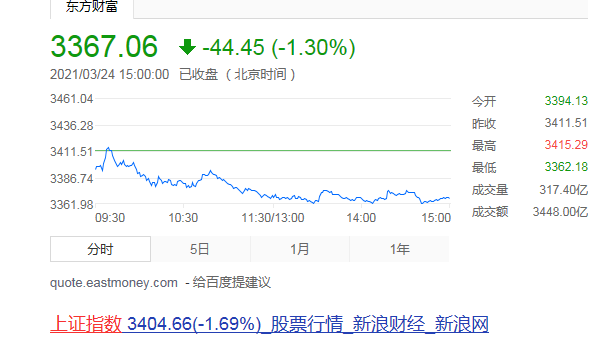 东方财富
3367.06 -44.45 (-1.30%)
2021/03/24 15:00:00 已收盘 （北京时间）
3461.04
3436.28
3411.51
3386.74
3361.98
09:30 10:30 11:30/13:00 14:00 15:00
今开 3394.13
昨收 3411.51
最高 3415.29
最低 3362.18
成交量 317.40亿
成交额 3448.00亿
分时 5日 1月 1年
quote.eastmoney.com - 给百度提建议
上证指数 3404.66(-1.69%)_股票行情_新浪财经_新浪网